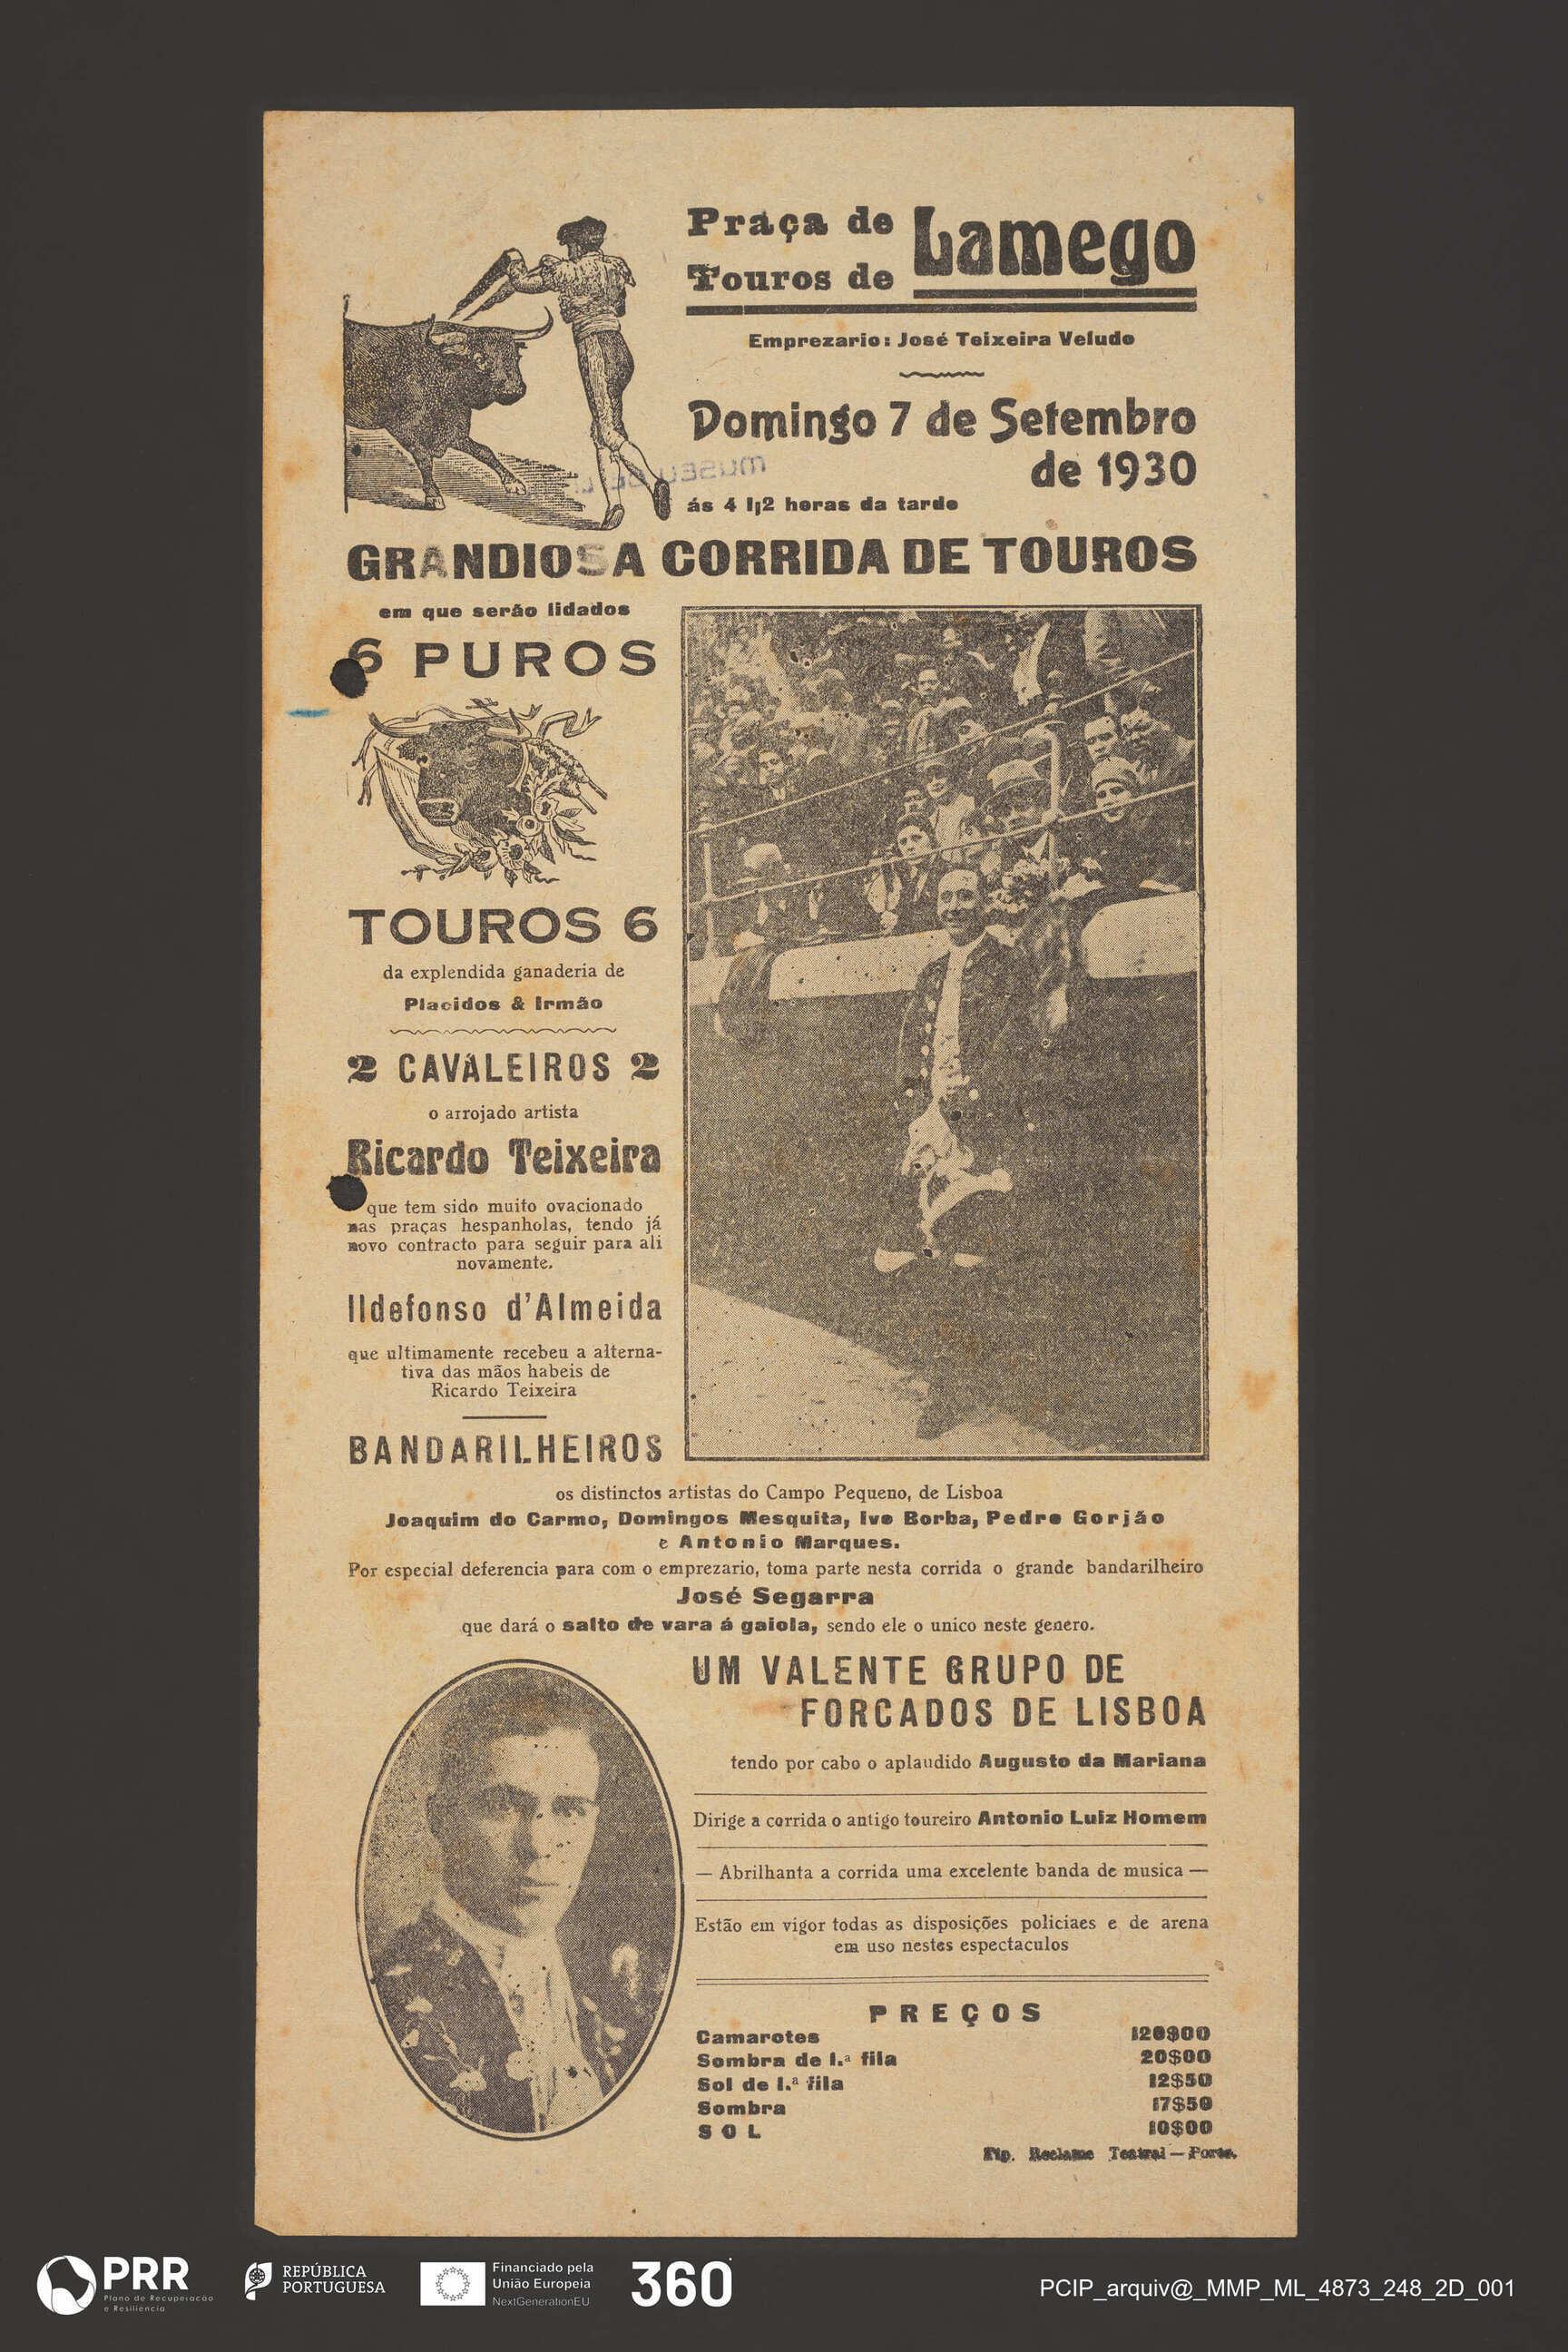 Praça de
Touros de
Lamego
Emprezario: José Teixeira Veludo
Domingo 7 de Setembro
de 1930
ás 4 1|2 horas da tarde
museu
GRANDIOSA CORRIDA DE TOUROS
em que serão lidados
6 PUROS
TOUROS 6
da explendida ganaderia de
Placidos & Irmão
2 CAVALEIROS 2
o arrojado artista
Ricardo Teixeira
que tem sido muito ovacionado
nas praças hespanholas, tendo já
novo contracto para seguir para ali
novamente.
Ildefonso d'Almeida
que ultimamente recebeu a alterna-
tiva das mãos habeis de
Ricardo Teixeira
BANDARILHEIROS
os distinctos artistas do Campo Pequeno, de Lisboa
Joaquim do Carmo, Domingos Mesquita, Ivo Borba, Pedro Gorjão
e Antonio Marques.
Por especial deferencia para com o emprezario, toma parte nesta corrida o grande bandarilheiro
José Segarra
que dará o salto de vara á gaiola, sendo ele o unico neste genero.
UM VALENTE GRUPO DE
FORCADOS DE LISBOA
tendo por cabo o aplaudido Augusto da Mariana
Dirige a corrida o antigo toureiro Antonio Luiz Homem
— Abrilhanta a corrida uma excelente banda de musica —
Estão em vigor todas as disposições policiaes e de arena
em uso nestes espectaculos
PREÇOS
Camarotes 120$00
Sombra de 1.ª fila 20$00
Sol de 1.ª fila 12$50
Sombra 17$50
SOL 10$00
Tip. Reclame Teatral — Porto.
PRR
Plano de Recuperação
e Resiliência
REPÚBLICA
PORTUGUESA
Financiado pela
União Europeia
NextGenerationEU
360
PCIP_arquiv@_MMP_ML_4873_248_2D_001